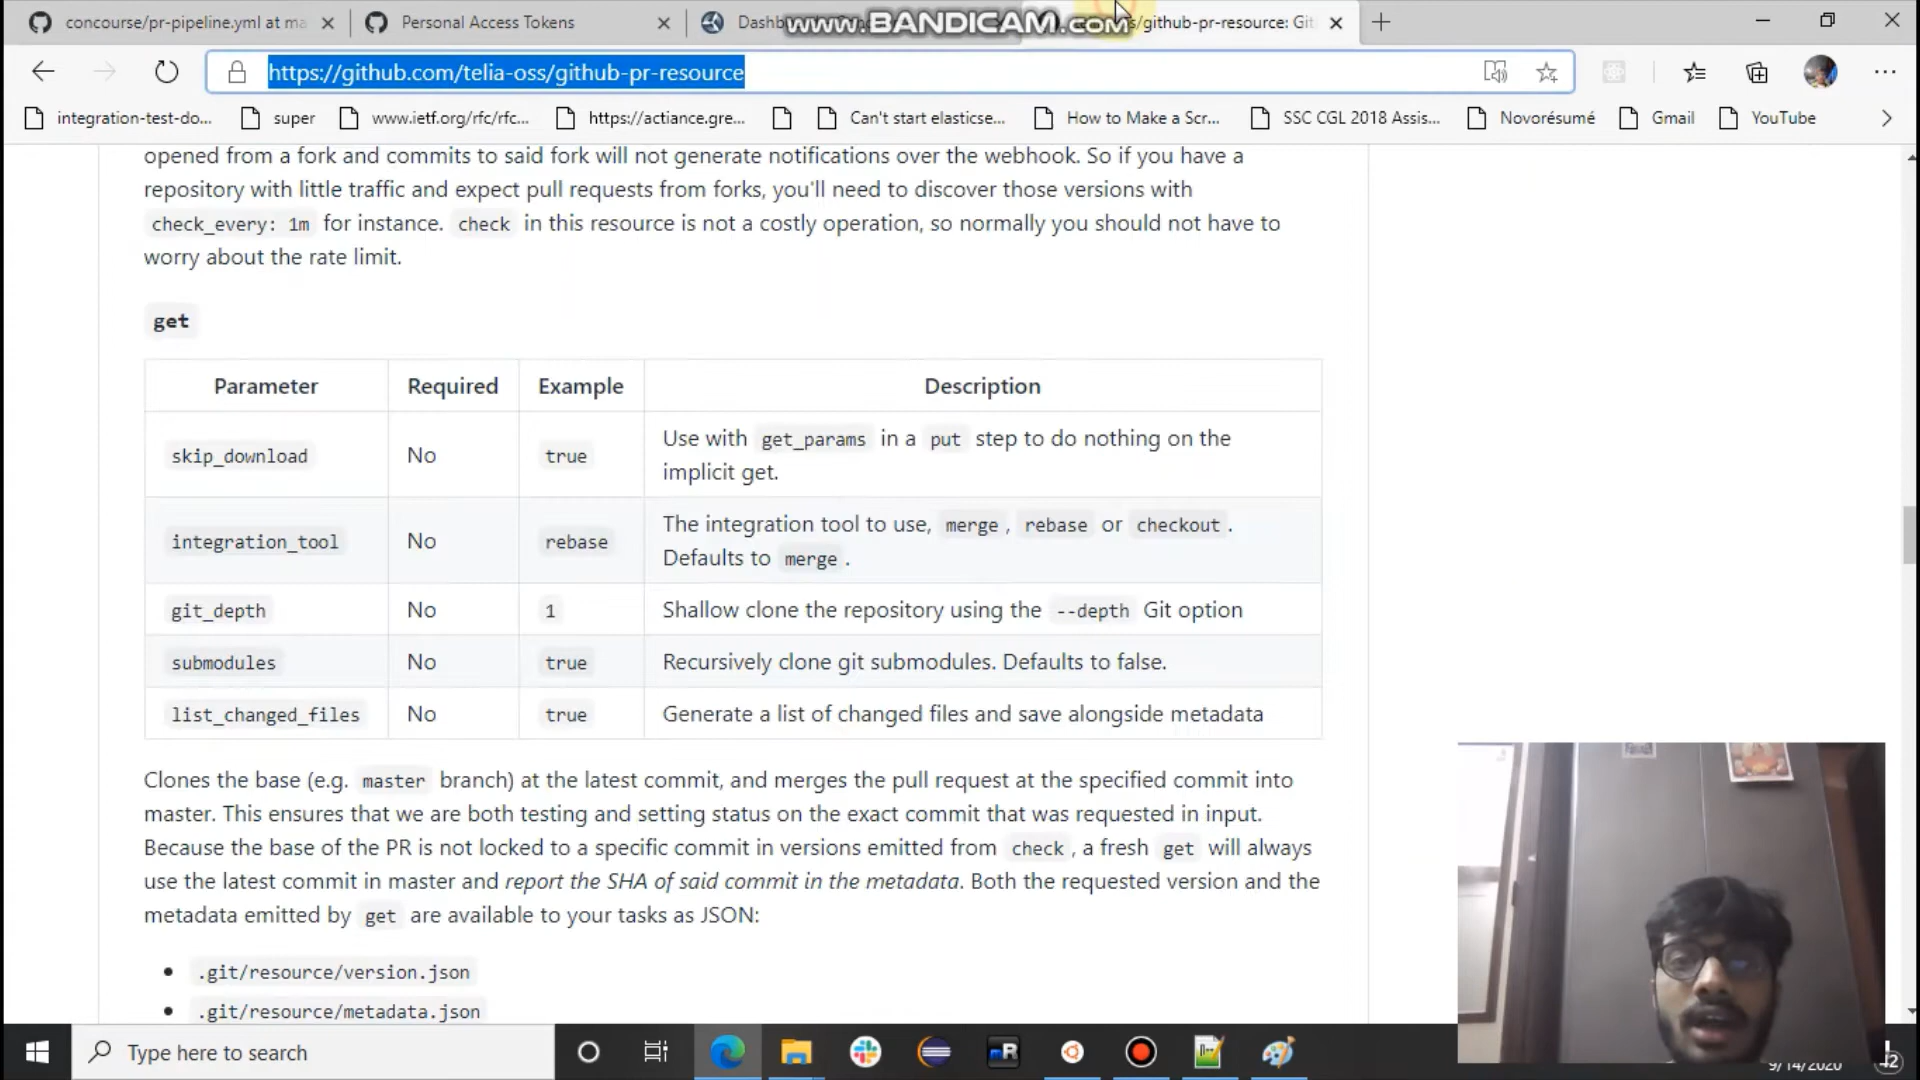 concourse/pr-pipeline.yml at ma
Personal Access Tokens
Dashb
www.BANDICAM.com
s/github-pr-resource: Git
https://github.com/telia-oss/github-pr-resource
integration-test-do...
super
www.ietf.org/rfc/rfc...
https://actiance.gre...
Can't start elasticse...
How to Make a Scr...
SSC CGL 2018 Assis...
Novorésumé
Gmail
YouTube
opened from a fork and commits to said fork will not generate notifications over the webhook. So if you have a
repository with little traffic and expect pull requests from forks, you'll need to discover those versions with
check_every: 1m for instance. check in this resource is not a costly operation, so normally you should not have to
worry about the rate limit.
get
Parameter Required Example Description
skip_download No true Use with get_params in a put step to do nothing on the
implicit get.
integration_tool No rebase The integration tool to use, merge, rebase or checkout.
Defaults to merge.
git_depth No 1 Shallow clone the repository using the --depth Git option
submodules No true Recursively clone git submodules. Defaults to false.
list_changed_files No true Generate a list of changed files and save alongside metadata
Clones the base (e.g. master branch) at the latest commit, and merges the pull request at the specified commit into
master. This ensures that we are both testing and setting status on the exact commit that was requested in input.
Because the base of the PR is not locked to a specific commit in versions emitted from check, a fresh get will always
use the latest commit in master and report the SHA of said commit in the metadata. Both the requested version and the
metadata emitted by get are available to your tasks as JSON:
.git/resource/version.json
.git/resource/metadata.json
Type here to search
9/14/2020